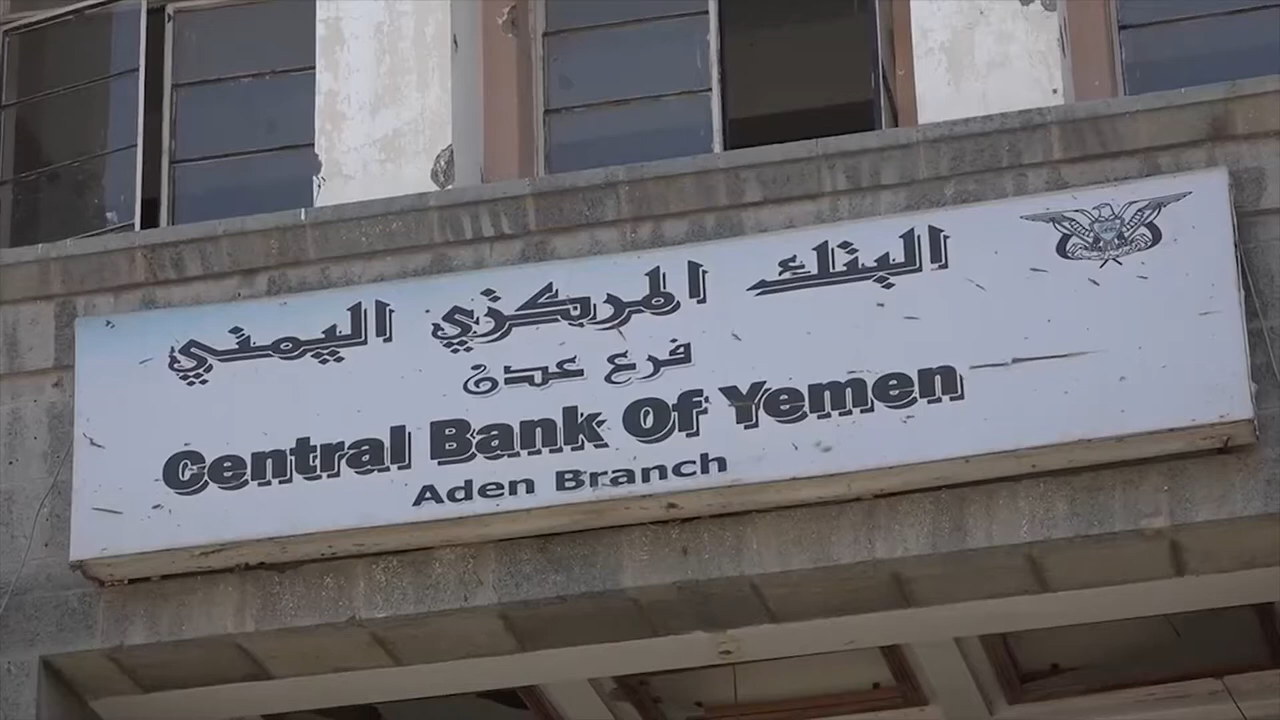 البنك المركزي اليمني
فرع عدن
Central Bank Of Yemen
Aden Branch